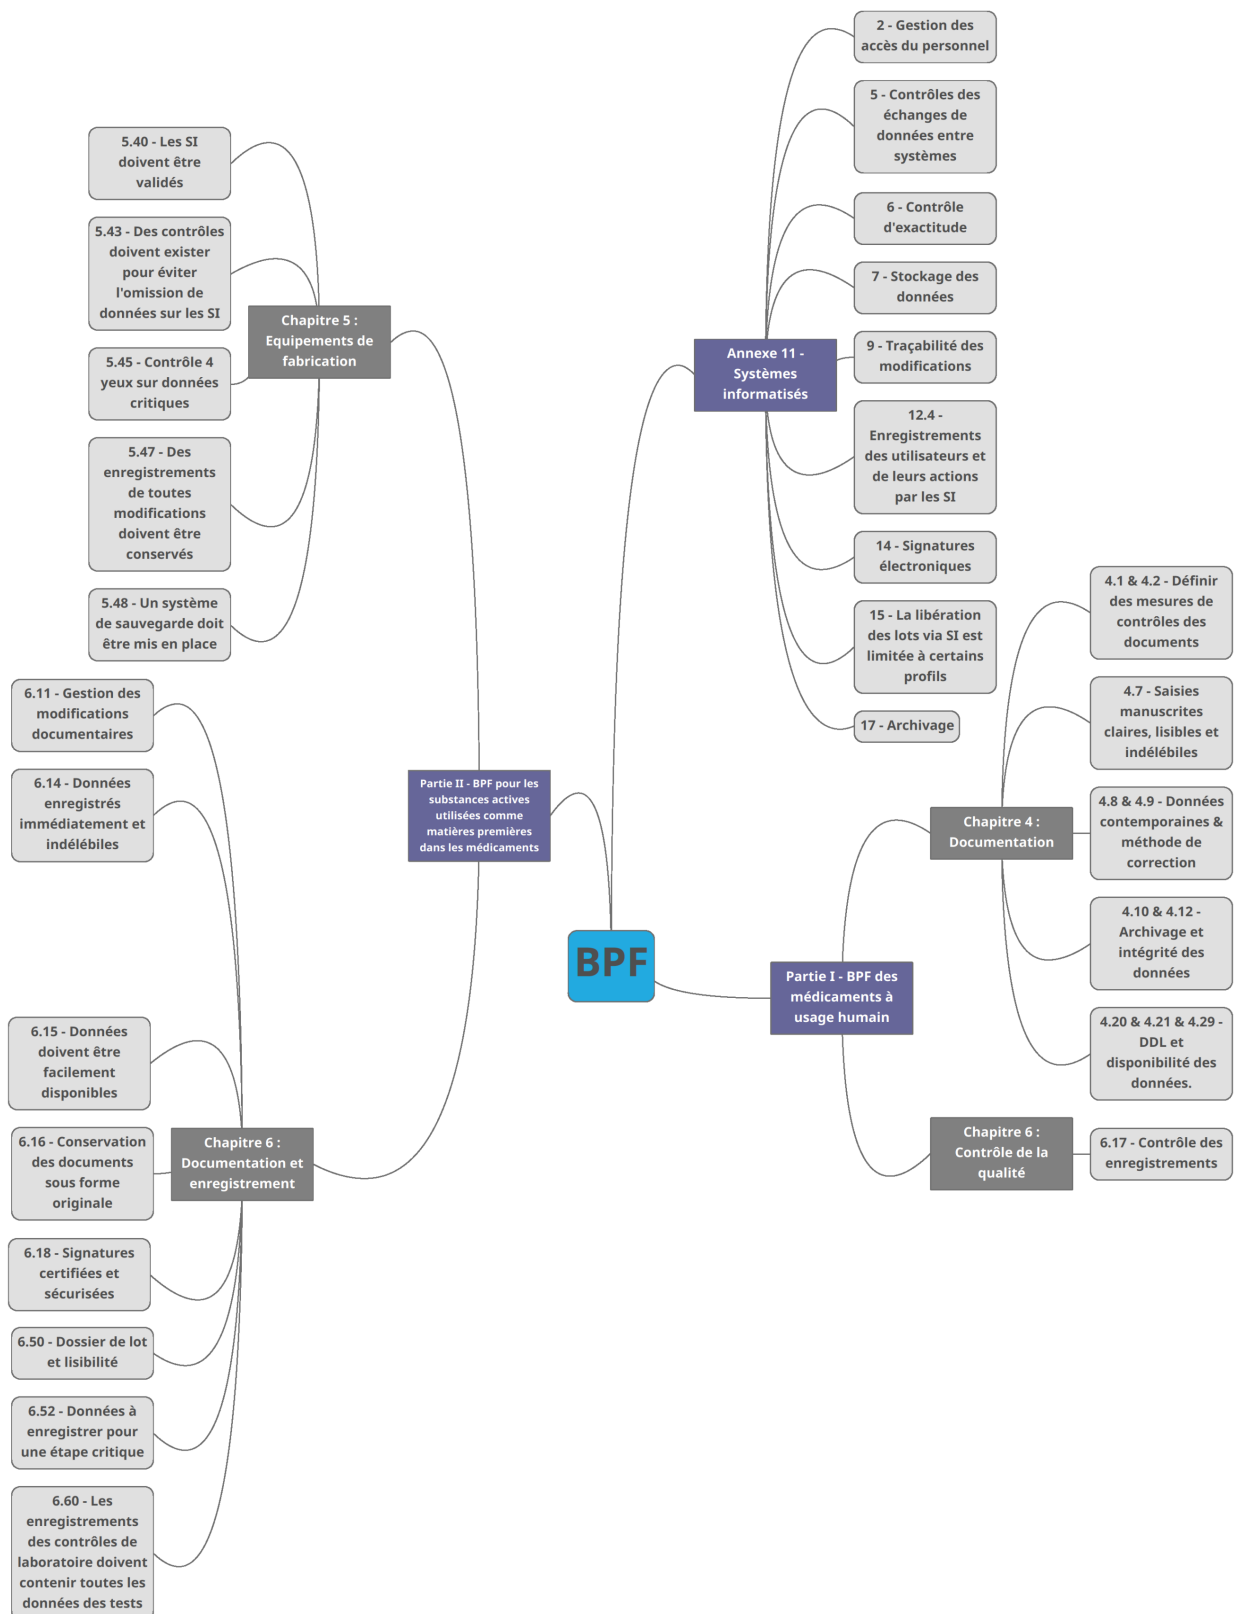 BPF
Annexe 11 -
Systèmes
informatisés
2 - Gestion des
accès du personnel
5 - Contrôles des
échanges de
données entre
systèmes
6 - Contrôle
d'exactitude
7 - Stockage des
données
9 - Traçabilité des
modifications
12.4 -
Enregistrements
des utilisateurs et
de leurs actions
par les SI
14 - Signatures
électroniques
15 - La libération
des lots via SI est
limitée à certains
profils
17 - Archivage
Partie I - BPF des
médicaments à
usage humain
Chapitre 4 :
Documentation
4.1 & 4.2 - Définir
des mesures de
contrôles des
documents
4.7 - Saisies
manuscrites
claires, lisibles et
indélébiles
4.8 & 4.9 - Données
contemporaines &
méthode de
correction
4.10 & 4.12 -
Archivage et
intégrité des
données
4.20 & 4.21 & 4.29 -
DDL et
disponibilité des
données.
Chapitre 6 :
Contrôle de la
qualité
6.17 - Contrôle des
enregistrements
Partie II - BPF pour les
substances actives
utilisées comme
matières premières
dans les médicaments
Chapitre 5 :
Equipements de
fabrication
5.40 - Les SI
doivent être
validés
5.43 - Des contrôles
doivent exister
pour éviter
l'omission de
données sur les SI
5.45 - Contrôle 4
yeux sur données
critiques
5.47 - Des
enregistrements
de toutes
modifications
doivent être
conservés
5.48 - Un système
de sauvegarde doit
être mis en place
Chapitre 6 :
Documentation et
enregistrement
6.11 - Gestion des
modifications
documentaires
6.14 - Données
enregistrés
immédiatement et
indélébiles
6.15 - Données
doivent être
facilement
disponibles
6.16 - Conservation
des documents
sous forme
originale
6.18 - Signatures
certifiées et
sécurisées
6.50 - Dossier de lot
et lisibilité
6.52 - Données à
enregistrer pour
une étape critique
6.60 - Les
enregistrements
des contrôles de
laboratoire doivent
contenir toutes les
données des tests